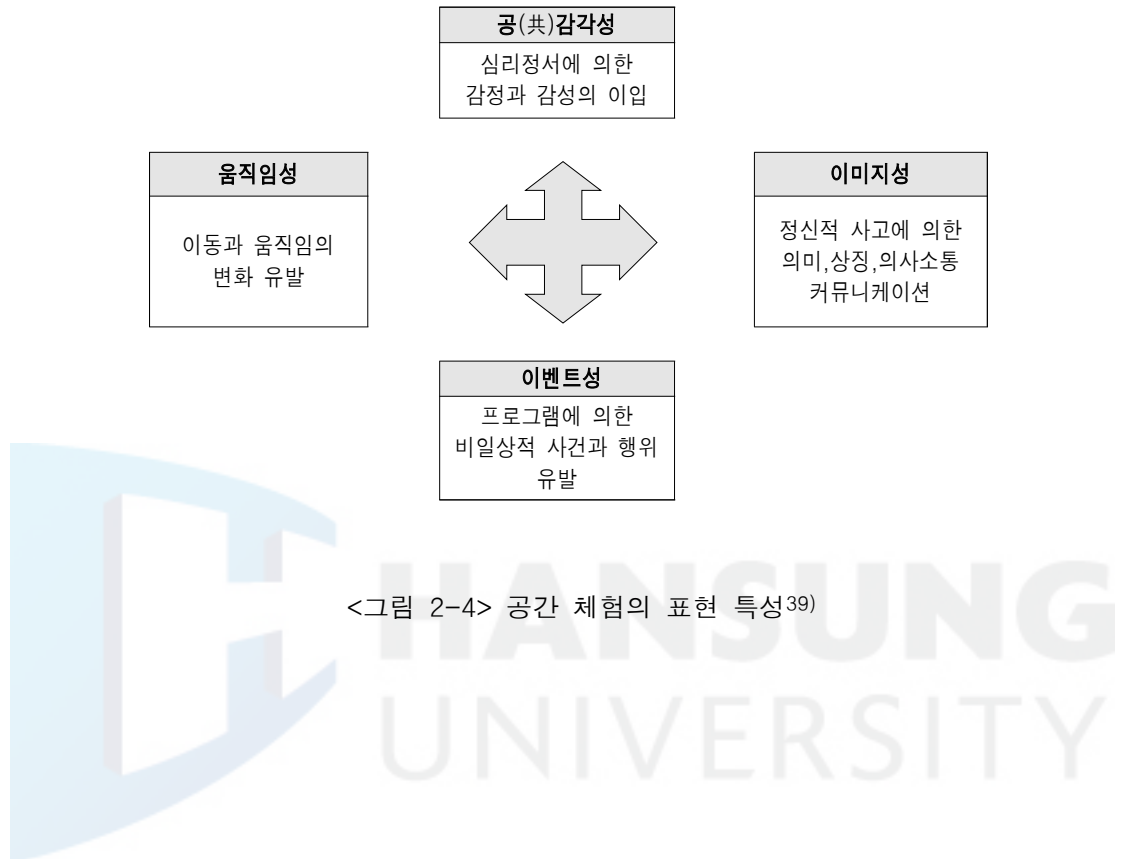 공(共)감각성
심리정서에 의한
감정과 감성의 이입
움직임성
이동과 움직임의
변화 유발
이미지성
정신적 사고에 의한
의미,상징,의사소통
커뮤니케이션
이벤트성
프로그램에 의한
비일상적 사건과 행위
유발
<그림 2-4> 공간 체험의 표현 특성39)
HANSUNG
UNIVERSITY